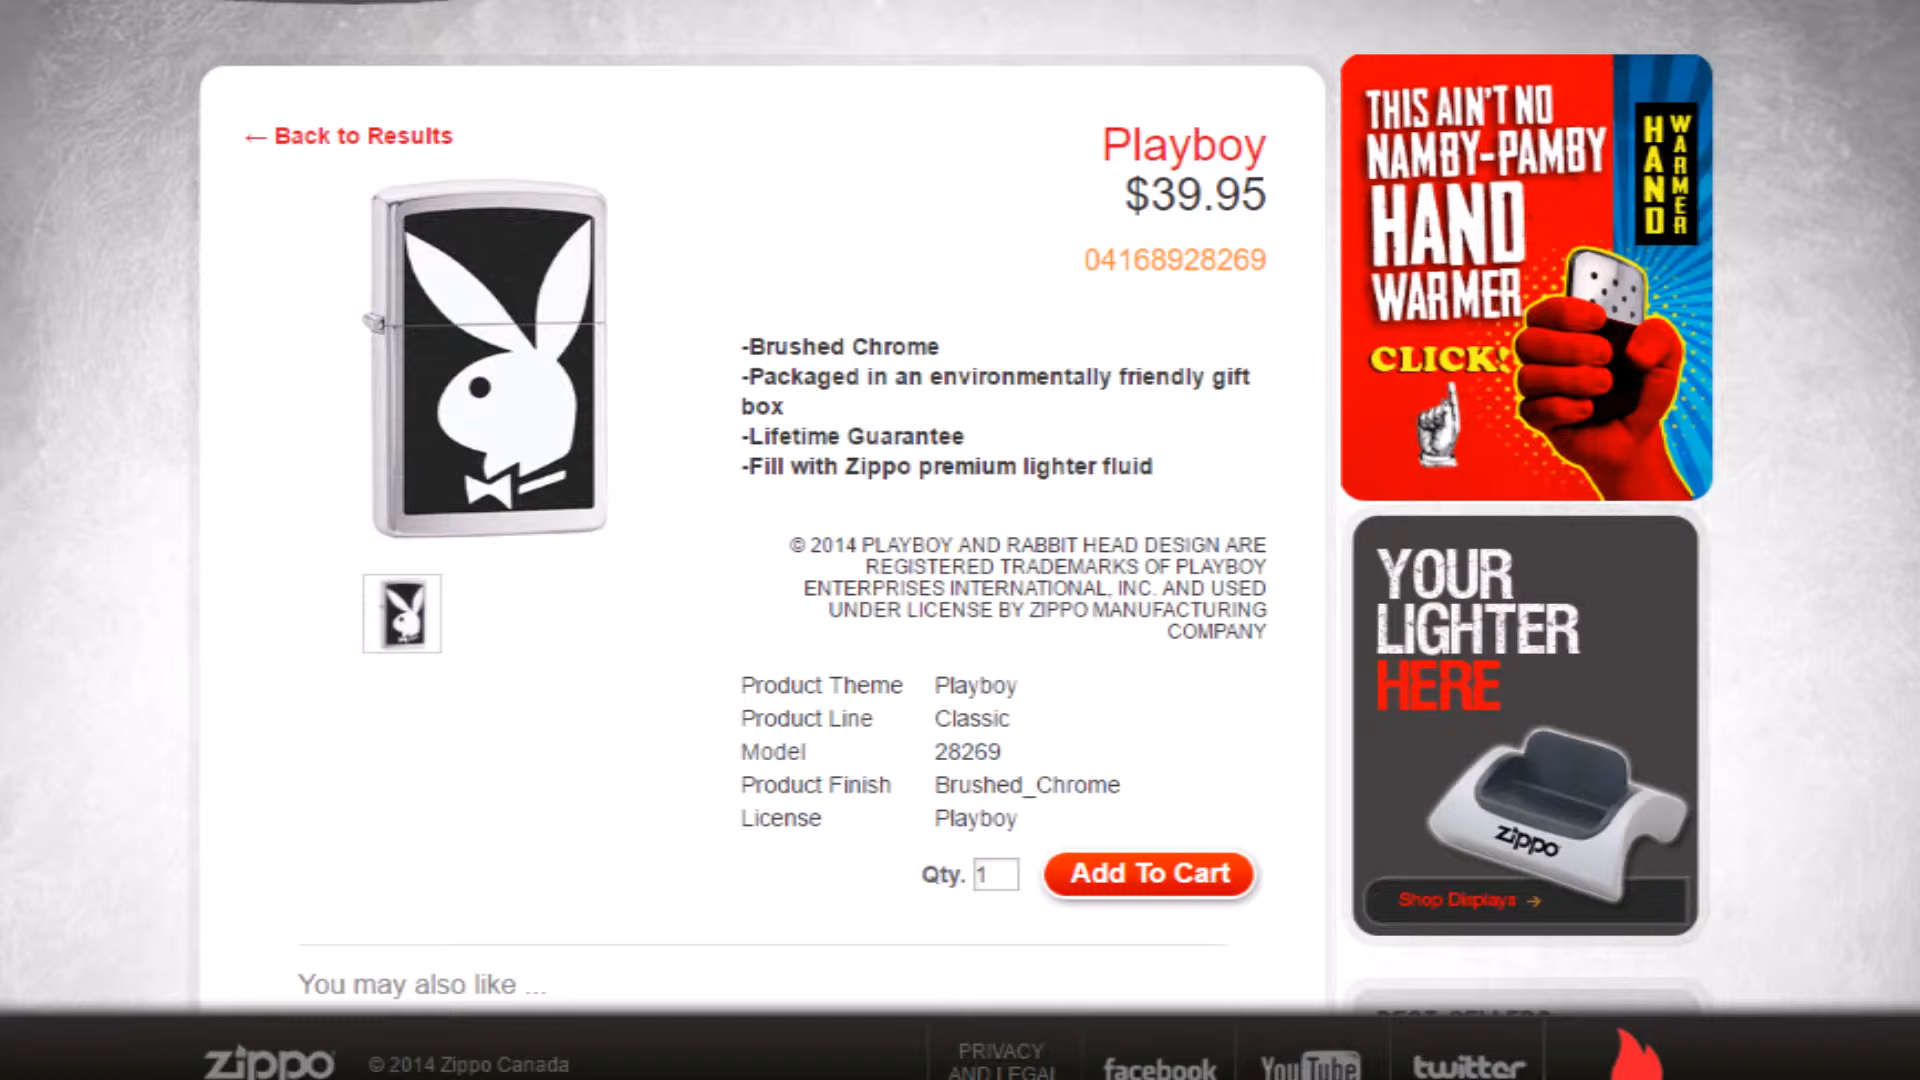 ← Back to Results
Playboy
$39.95
04168928269
-Brushed Chrome
-Packaged in an environmentally friendly gift
box
-Lifetime Guarantee
-Fill with Zippo premium lighter fluid
© 2014 PLAYBOY AND RABBIT HEAD DESIGN ARE
REGISTERED TRADEMARKS OF PLAYBOY
ENTERPRISES INTERNATIONAL, INC. AND USED
UNDER LICENSE BY ZIPPO MANUFACTURING
COMPANY
Product Theme Playboy
Product Line Classic
Model 28269
Product Finish Brushed_Chrome
License Playboy
Qty. 1 Add To Cart
You may also like ...
THIS AIN'T NO
NAMBY-PAMBY
HAND
WARMER
CLICK!
HAND
WARMER
YOUR
LIGHTER
HERE
zippo
Shop Displays →
BEST SELLERS
zippo © 2014 Zippo Canada
PRIVACY
AND LEGAL
facebook
YouTube
twitter